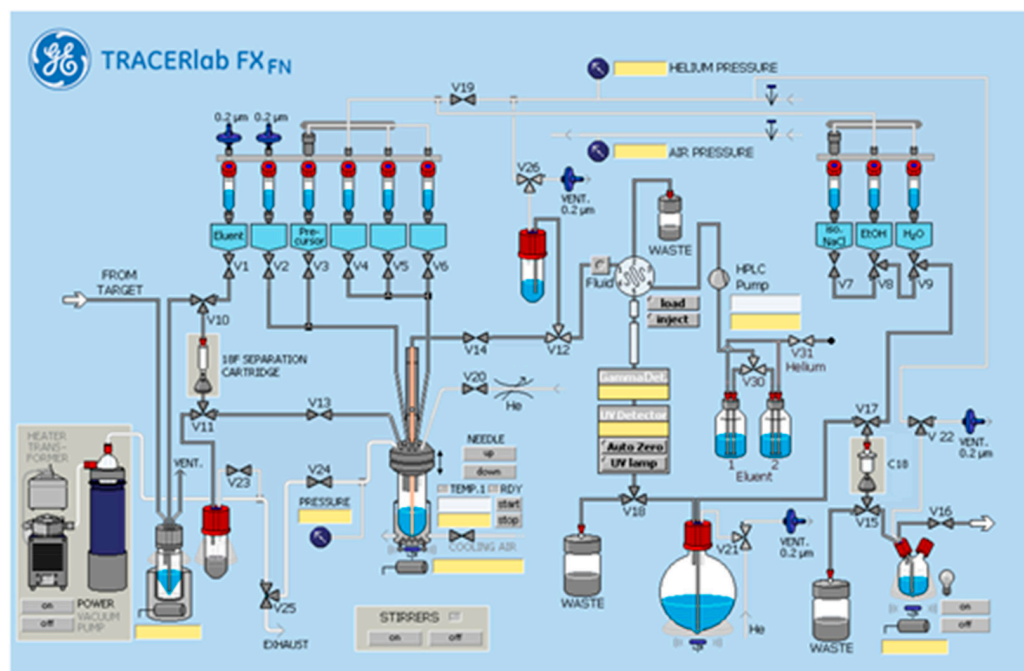 GE
TRACERlab FXFN
HELIUM PRESSURE
V19
0.2 µm
0.2 µm
AIR PRESSURE
V26
VENT.
0.2 µm
WASTE
Eluent
Pre-
cursor
Iso.
NaCl
EtOH
H2O
V1
V2
V3
V4
V5
V6
V7
V8
V9
FROM
TARGET
Fluid
HPLC
Pump
load
inject
V10
V14
V12
V31
Helium
V30
18F SEPARATION
CARTRIDGE
V20
He
GammaDet.
UV Detector
Auto Zero
UV lamp
1
2
Eluent
V13
V11
V17
V 22
VENT.
0.2 µm
HEATER
TRANS-
FORMER
VENT.
V23
V24
NEEDLE
up
down
C18
PRESSURE
TEMP.1
RDY
start
stop
COOLING AIR
V18
V15
V16
V21
VENT.
0.2 µm
WASTE
He
WASTE
on
off
POWER
VACUUM
PUMP
V25
EXHAUST
STIRRERS
on
off
on
off